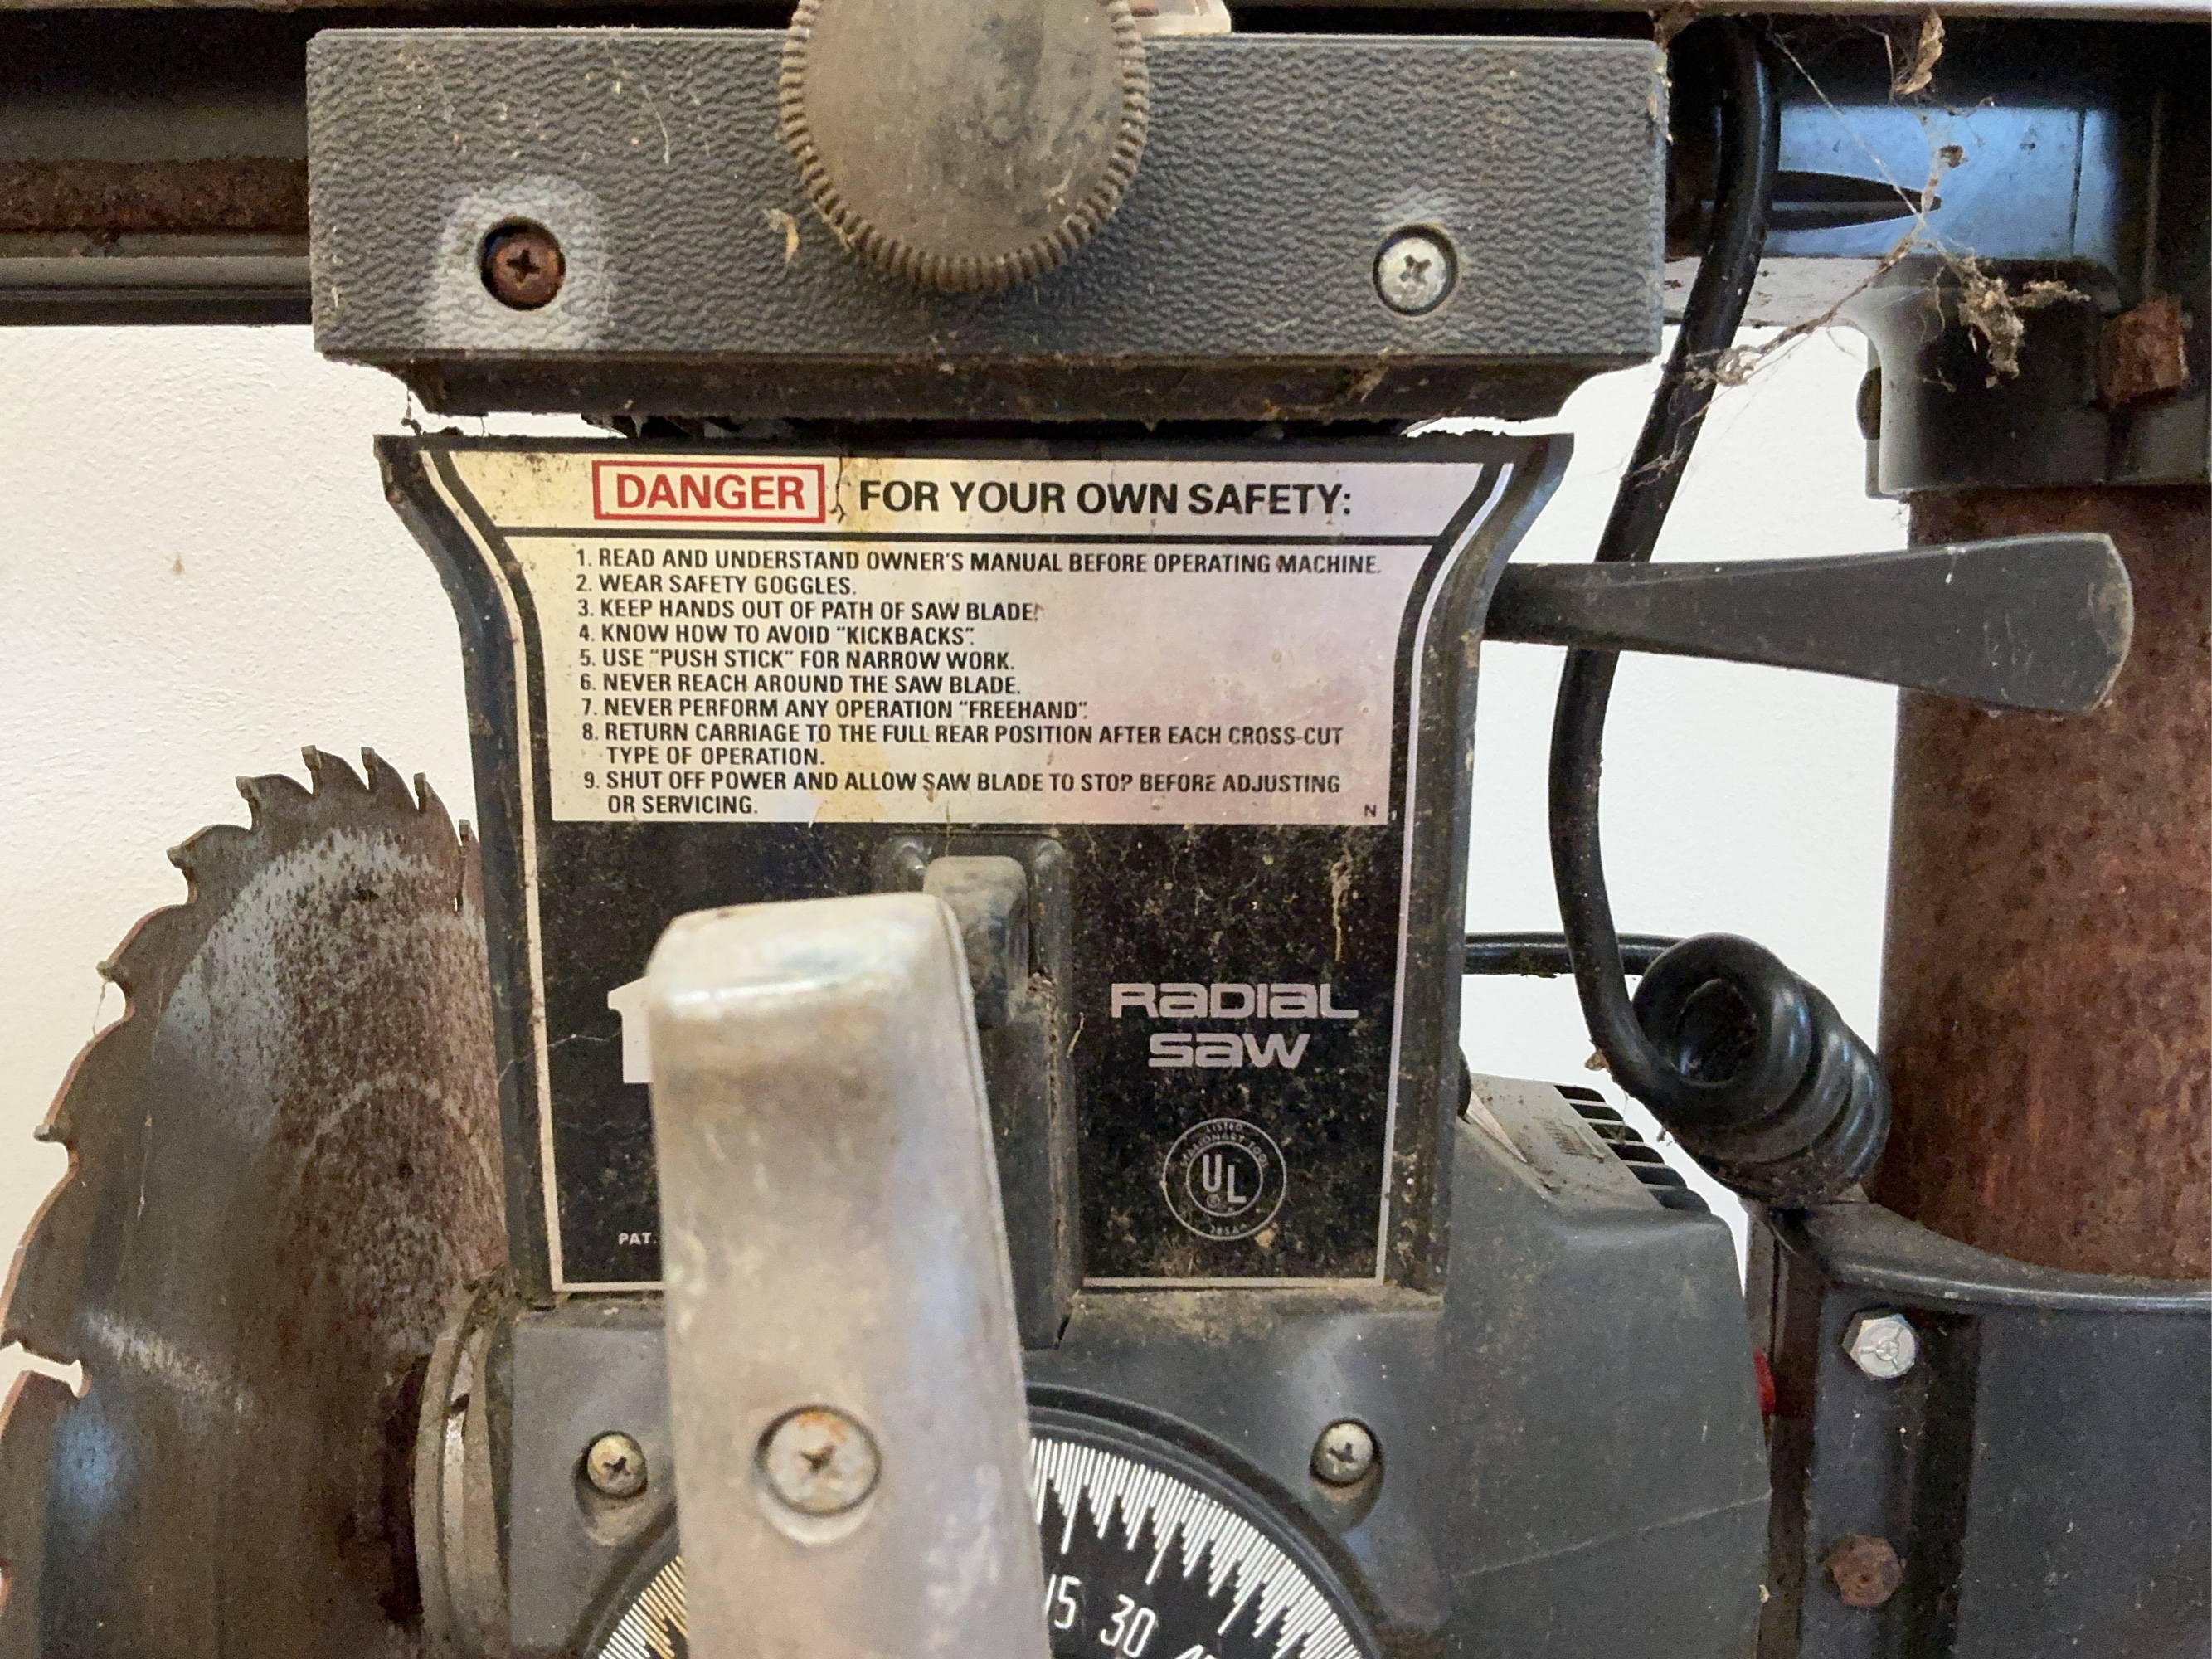 DANGER FOR YOUR OWN SAFETY:
1. READ AND UNDERSTAND OWNER'S MANUAL BEFORE OPERATING MACHINE.
2. WEAR SAFETY GOGGLES.
3. KEEP HANDS OUT OF PATH OF SAW BLADE.
4. KNOW HOW TO AVOID "KICKBACKS".
5. USE "PUSH STICK" FOR NARROW WORK.
6. NEVER REACH AROUND THE SAW BLADE.
7. NEVER PERFORM ANY OPERATION "FREEHAND".
8. RETURN CARRIAGE TO THE FULL REAR POSITION AFTER EACH CROSS-CUT
TYPE OF OPERATION.
9. SHUT OFF POWER AND ALLOW SAW BLADE TO STOP BEFORE ADJUSTING
OR SERVICING.
N
1
RADIAL
SAW
LISTED
UL
PAT.
15 30